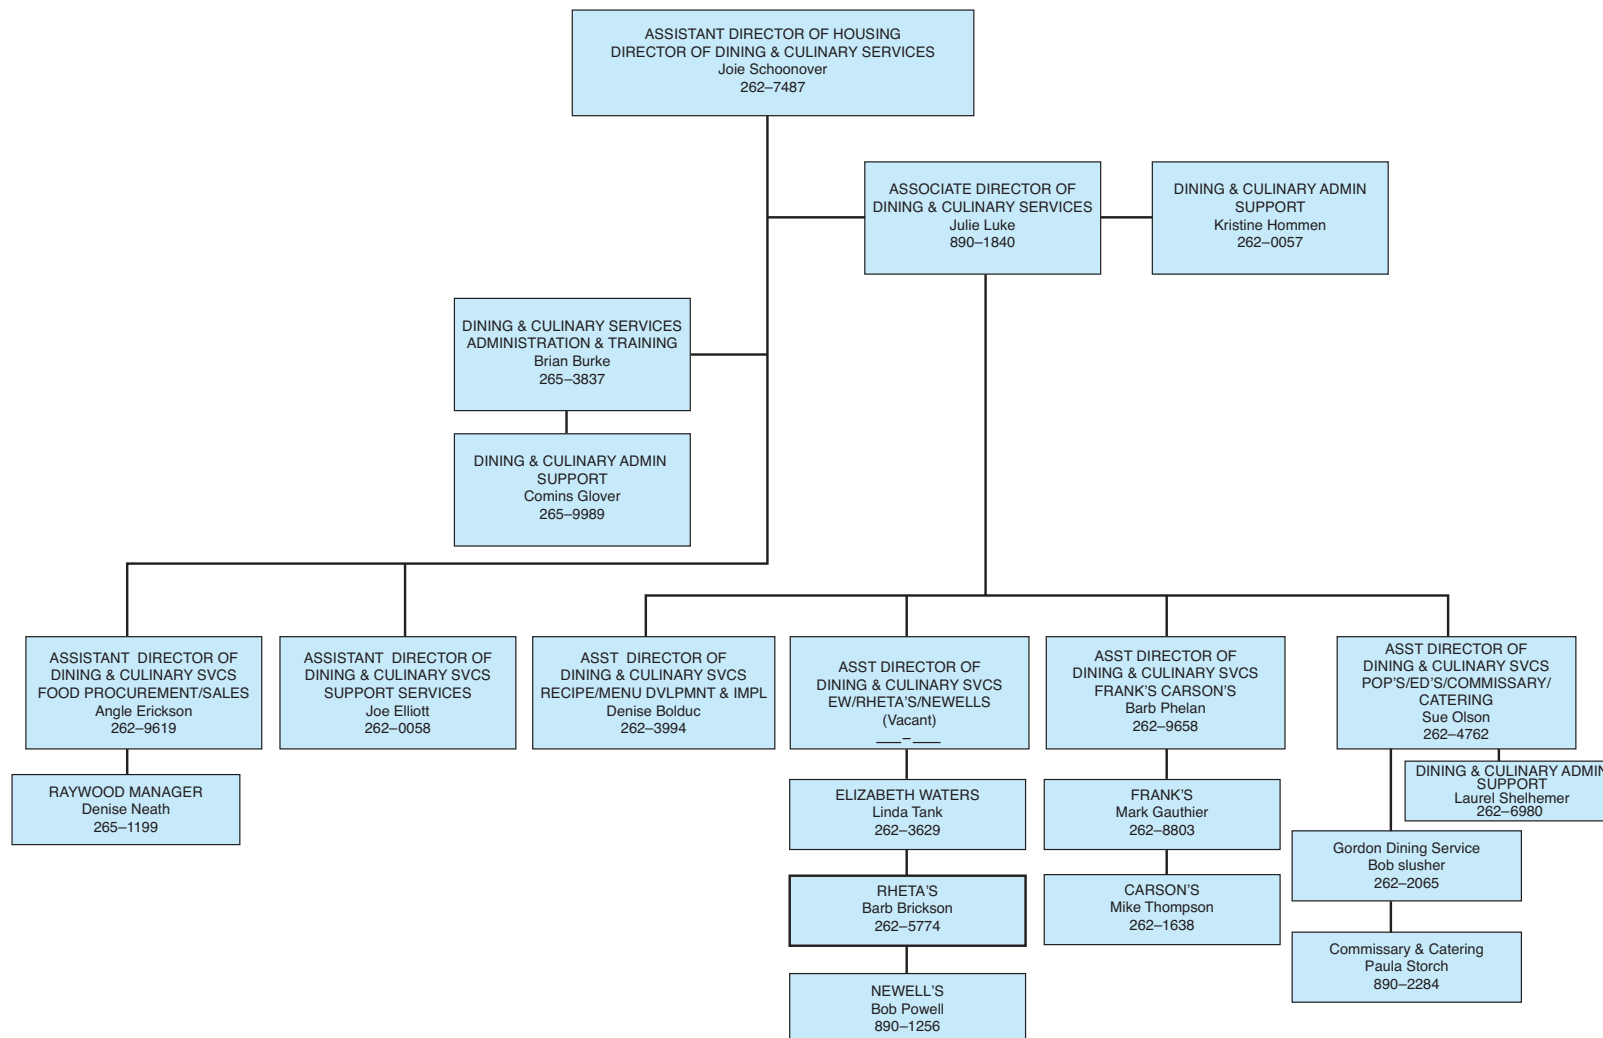 ASSISTANT DIRECTOR OF HOUSING
DIRECTOR OF DINING & CULINARY SERVICES
Joie Schoonover
262–7487
ASSOCIATE DIRECTOR OF
DINING & CULINARY SERVICES
Julie Luke
890–1840
DINING & CULINARY ADMIN
SUPPORT
Kristine Hommen
262–0057
DINING & CULINARY SERVICES
ADMINISTRATION & TRAINING
Brian Burke
265–3837
DINING & CULINARY ADMIN
SUPPORT
Comins Glover
265–9989
ASSISTANT DIRECTOR OF
DINING & CULINARY SVCS
FOOD PROCUREMENT/SALES
Angle Erickson
262–9619
ASSISTANT DIRECTOR OF
DINING & CULINARY SVCS
SUPPORT SERVICES
Joe Elliott
262–0058
ASST DIRECTOR OF
DINING & CULINARY SVCS
RECIPE/MENU DVLPMNT & IMPL
Denise Bolduc
262–3994
ASST DIRECTOR OF
DINING & CULINARY SVCS
EW/RHETA'S/NEWELLS
(Vacant)
___–___
ASST DIRECTOR OF
DINING & CULINARY SVCS
FRANK'S CARSON'S
Barb Phelan
262–9658
ASST DIRECTOR OF
DINING & CULINARY SVCS
POP'S/ED'S/COMMISSARY/
CATERING
Sue Olson
262–4762
RAYWOOD MANAGER
Denise Neath
265–1199
ELIZABETH WATERS
Linda Tank
262–3629
FRANK'S
Mark Gauthier
262–8803
DINING & CULINARY ADMIN
SUPPORT
Laurel Shelhemer
262–6980
Gordon Dining Service
Bob slusher
262–2065
RHETA'S
Barb Brickson
262–5774
CARSON'S
Mike Thompson
262–1638
Commissary & Catering
Paula Storch
890–2284
NEWELL'S
Bob Powell
890–1256